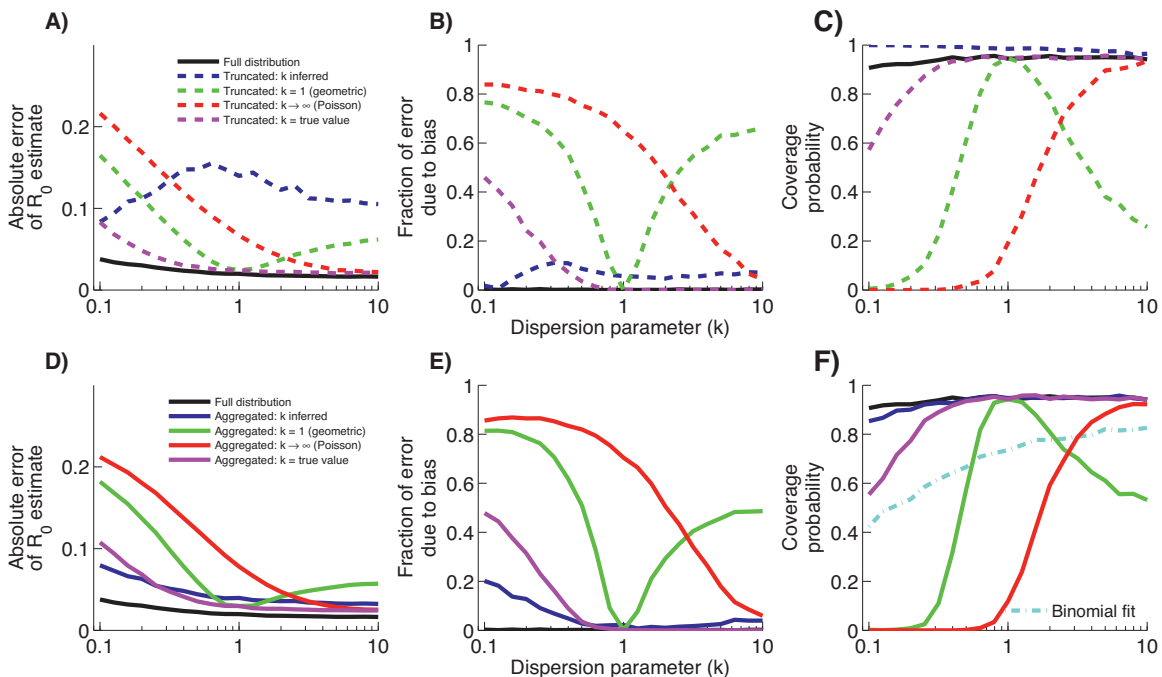 A)
B)
C)
Absolute error
of R0 estimate
0.2
0.1
0
0.1
1
10
Full distribution
Truncated: k inferred
Truncated: k = 1 (geometric)
Truncated: k → ∞ (Poisson)
Truncated: k = true value
Fraction of error
due to bias
1
0.8
0.6
0.4
0.2
0
0.1
1
10
Dispersion parameter (k)
Coverage
probability
1
0.8
0.6
0.4
0.2
0
0.1
1
10
D)
E)
F)
Absolute error
of R0 estimate
0.2
0.1
0
0.1
1
10
Full distribution
Aggregated: k inferred
Aggregated: k = 1 (geometric)
Aggregated: k → ∞ (Poisson)
Aggregated: k = true value
Fraction of error
due to bias
1
0.8
0.6
0.4
0.2
0
0.1
1
10
Dispersion parameter (k)
Coverage
probability
1
0.8
0.6
0.4
0.2
0
0.1
1
10
Binomial fit